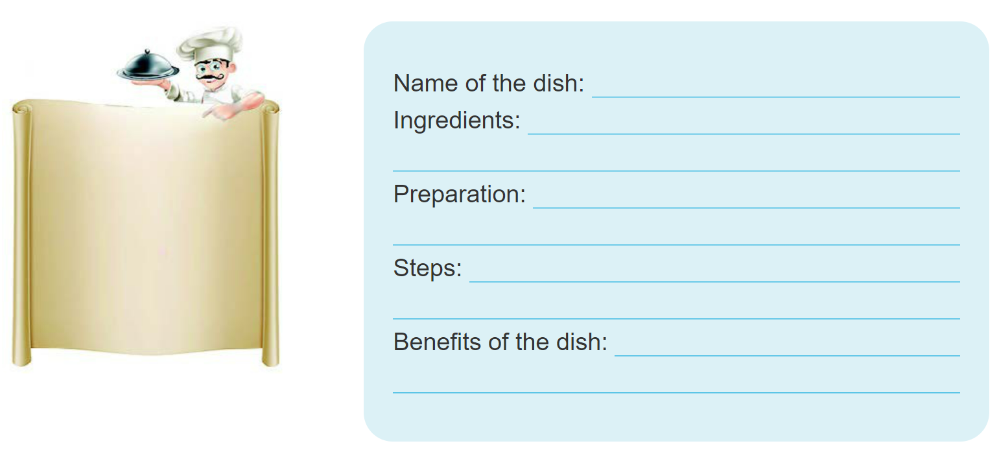 Name of the dish:
Ingredients:
Preparation:
Steps:
Benefits of the dish: